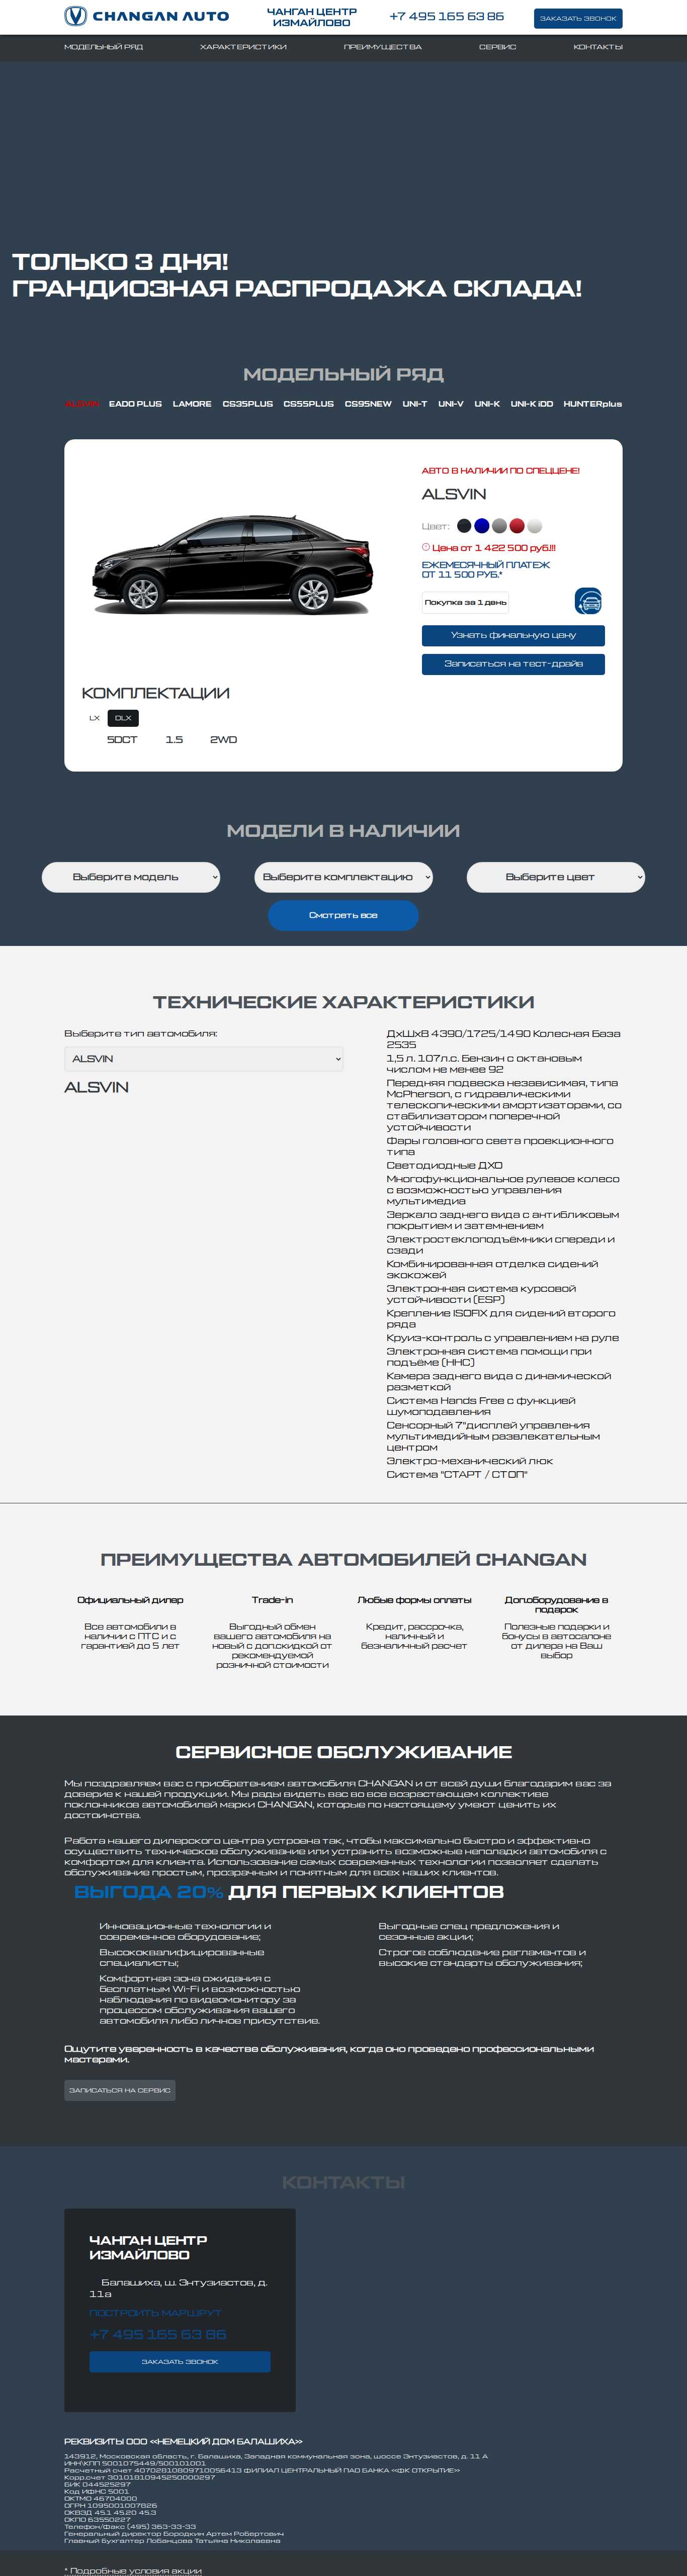 CHANGAN AUTO
ЧАНГАН ЦЕНТР
ИЗМАЙЛОВО
+7 495 165 63 86
ЗАКАЗАТЬ ЗВОНОК
МОДЕЛЬНЫЙ РЯД
ХАРАКТЕРИСТИКИ
ПРЕИМУЩЕСТВА
СЕРВИС
КОНТАКТЫ
ТОЛЬКО 3 ДНЯ!
ГРАНДИОЗНАЯ РАСПРОДАЖА СКЛАДА!
МОДЕЛЬНЫЙ РЯД
ALSVIN EADO PLUS LAMORE CS35PLUS CS55PLUS CS95NEW UNI-T UNI-V UNI-K UNI-K iDD HUNTERplus
АВТО В НАЛИЧИИ ПО СПЕЦЦЕНЕ!
ALSVIN
Цвет:
Цена от 1 422 500 руб.!!!
ЕЖЕМЕСЯЧНЫЙ ПЛАТЕЖ
ОТ 11 500 РУБ.*
Покупка за 1 день
Узнать финальную цену
Записаться на тест-драйв
КОМПЛЕКТАЦИИ
LX DLX
5DCT 1.5 2WD
МОДЕЛИ В НАЛИЧИИ
Выберите модель
Выберите комплектацию
Выберите цвет
Смотреть все
ТЕХНИЧЕСКИЕ ХАРАКТЕРИСТИКИ
Выберите тип автомобиля:
ALSVIN
ALSVIN
ДхШхВ 4390/1725/1490 Колесная База
2535
1,5 л. 107л.с. Бензин с октановым
числом не менее 92
Передняя подвеска независимая, типа
McPherson, с гидравлическими
телескопическими амортизаторами, со
стабилизатором поперечной
устойчивости
Фары головного света проекционного
типа
Светодиодные ДХО
Многофункциональное рулевое колесо
с возможностью управления
мультимедиа
Зеркало заднего вида с антибликовым
покрытием и затемнением
Электростеклоподъёмники спереди и
сзади
Комбинированная отделка сидений
экокожей
Электронная система курсовой
устойчивости (ESP)
Крепление ISOFIX для сидений второго
ряда
Круиз-контроль с управлением на руле
Электронная система помощи при
подъёме (HHC)
Камера заднего вида с динамической
разметкой
Система Hands Free с функцией
шумоподавления
Сенсорный 7"дисплей управления
мультимедийным развлекательным
центром
Электро-механический люк
Система "СТАРТ / СТОП"
ПРЕИМУЩЕСТВА АВТОМОБИЛЕЙ CHANGAN
Официальный дилер
Все автомобили в
наличии с ПТС и с
гарантией до 5 лет
Trade-in
Выгодный обмен
вашего автомобиля на
новый с доп.скидкой от
рекомендуемой
розничной стоимости
Любые формы оплаты
Кредит, рассрочка,
наличный и
безналичный расчет
Доп.оборудование в
подарок
Полезные подарки и
бонусы в автосалоне
от дилера на Ваш
выбор
СЕРВИСНОЕ ОБСЛУЖИВАНИЕ
Мы поздравляем вас с приобретением автомобиля CHANGAN и от всей души благодарим вас за
доверие к нашей продукции. Мы рады видеть вас во все возрастающем коллективе
поклонников автомобилей марки CHANGAN, которые по настоящему умеют ценить их
достоинства.
Работа нашего дилерского центра устроена так, чтобы максимально быстро и эффективно
осуществить техническое обслуживание или устранить возможные неполадки автомобиля с
комфортом для клиента. Использование самых современных технологии позволяет сделать
обслуживание простым, прозрачным и понятным для всех наших клиентов.
ВЫГОДА 20% ДЛЯ ПЕРВЫХ КЛИЕНТОВ
Инновационные технологии и
современное оборудование;
Высококвалифицированные
специалисты;
Комфортная зона ожидания с
бесплатным Wi-Fi и возможностью
наблюдения по видеомонитору за
процессом обслуживания вашего
автомобиля либо личное присутствие.
Выгодные спец предложения и
сезонные акции;
Строгое соблюдение регламентов и
высокие стандарты обслуживания;
Ощутите уверенность в качестве обслуживания, когда оно проведено профессиональными
мастерами.
ЗАПИСАТЬСЯ НА СЕРВИС
КОНТАКТЫ
ЧАНГАН ЦЕНТР
ИЗМАЙЛОВО
Балашиха, ш. Энтузиастов, д.
11а
ПОСТРОИТЬ МАРШРУТ
+7 495 165 63 86
ЗАКАЗАТЬ ЗВОНОК
РЕКВИЗИТЫ ООО «НЕМЕЦКИЙ ДОМ БАЛАШИХА»
143912, Московская область, г. Балашиха, Западная коммунальная зона, шоссе Энтузиастов, д. 11 А
ИНН\КПП 5001075449/500101001
Расчетный счет 40702810809710056413 ФИЛИАЛ ЦЕНТРАЛЬНЫЙ ПАО БАНКА «ФК ОТКРЫТИЕ»
Корр.счет 30101810945250000297
БИК 044525297
Код ИФНС 5001
ОКТМО 46704000
ОГРН 1095001007826
ОКВЭД 45.1 45.20 45.3
ОКПО 63550227
Телефон/Факс (495) 363-33-33
Генеральный директор Бородкин Артем Робертович
Главный бухгалтер Лобанцова Татьяна Николаевна
* Подробные условия акции